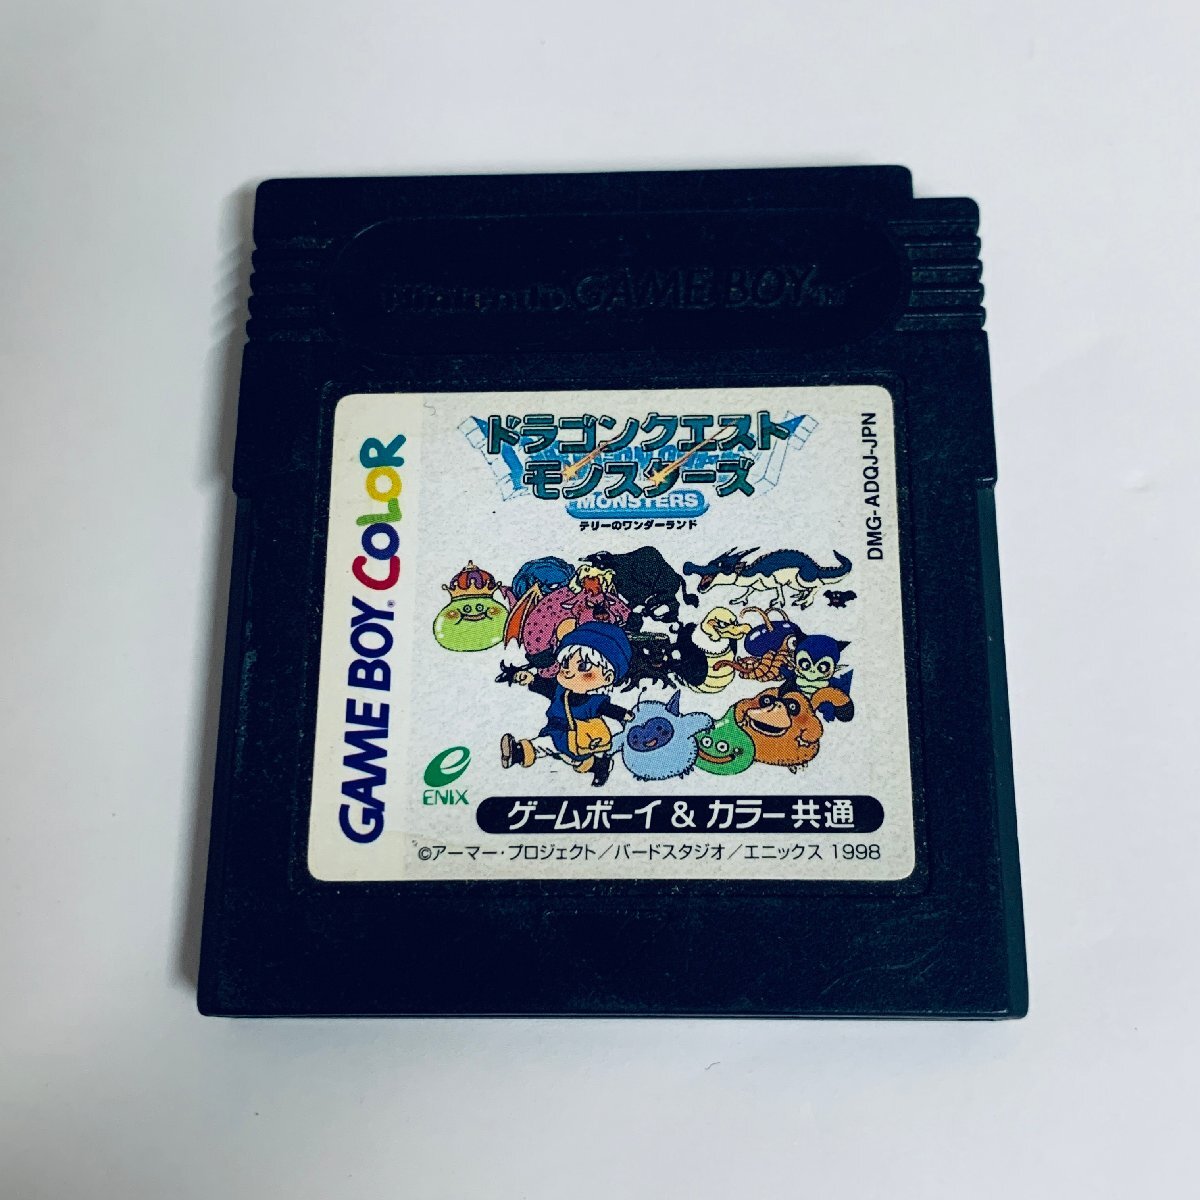 Nintendo GAME BOY TM
GAME BOY COLOR
ドラゴンクエスト
モンスターズ
MONSTERS
テリーのワンダーランド
DMG-ADQJ-JPN
ENIX
ゲームボーイ & カラー共通
©アーマー・プロジェクト／バードスタジオ／エニックス 1998